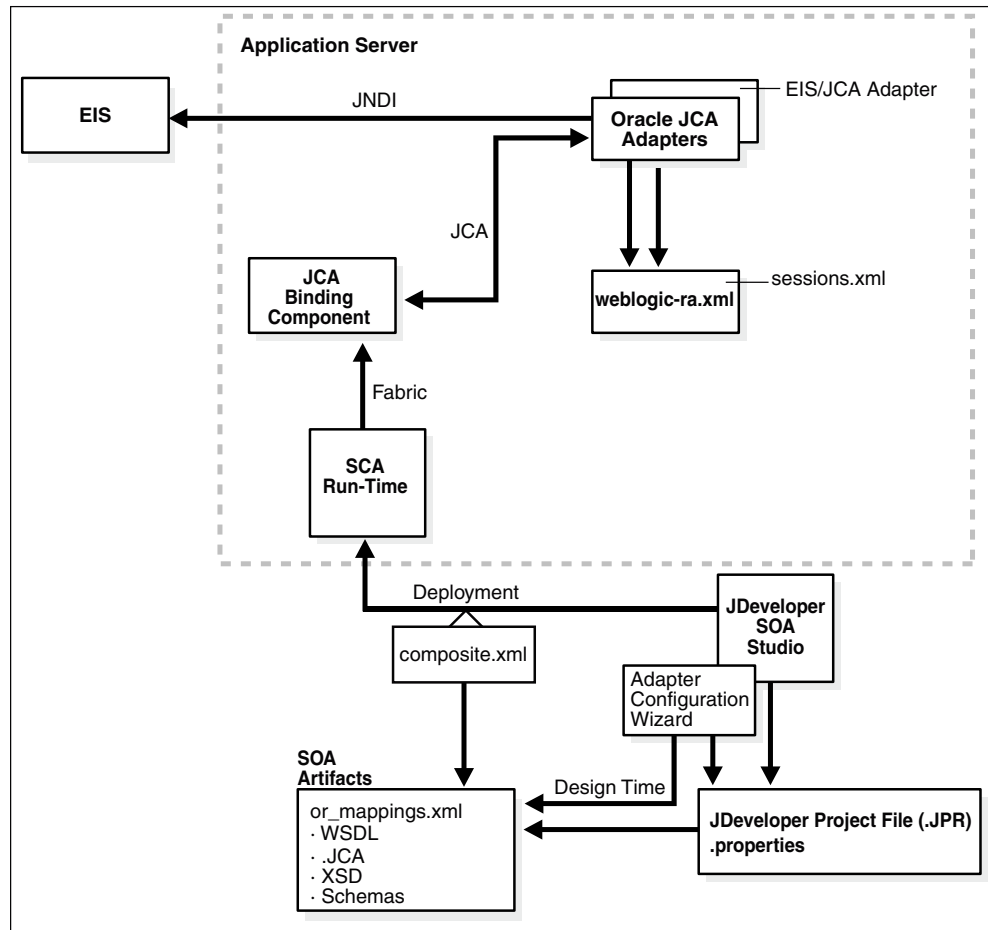 Application Server
EIS
JNDI
EIS/JCA Adapter
Oracle JCA
Adapters
JCA
JCA
Binding
Component
sessions.xml
weblogic-ra.xml
Fabric
SCA
Run-Time
Deployment
JDeveloper
SOA
Studio
composite.xml
Adapter
Configuration
Wizard
SOA
Artifacts
Design Time
or_mappings.xml
· WSDL
· .JCA
· XSD
· Schemas
JDeveloper Project File (.JPR)
.properties